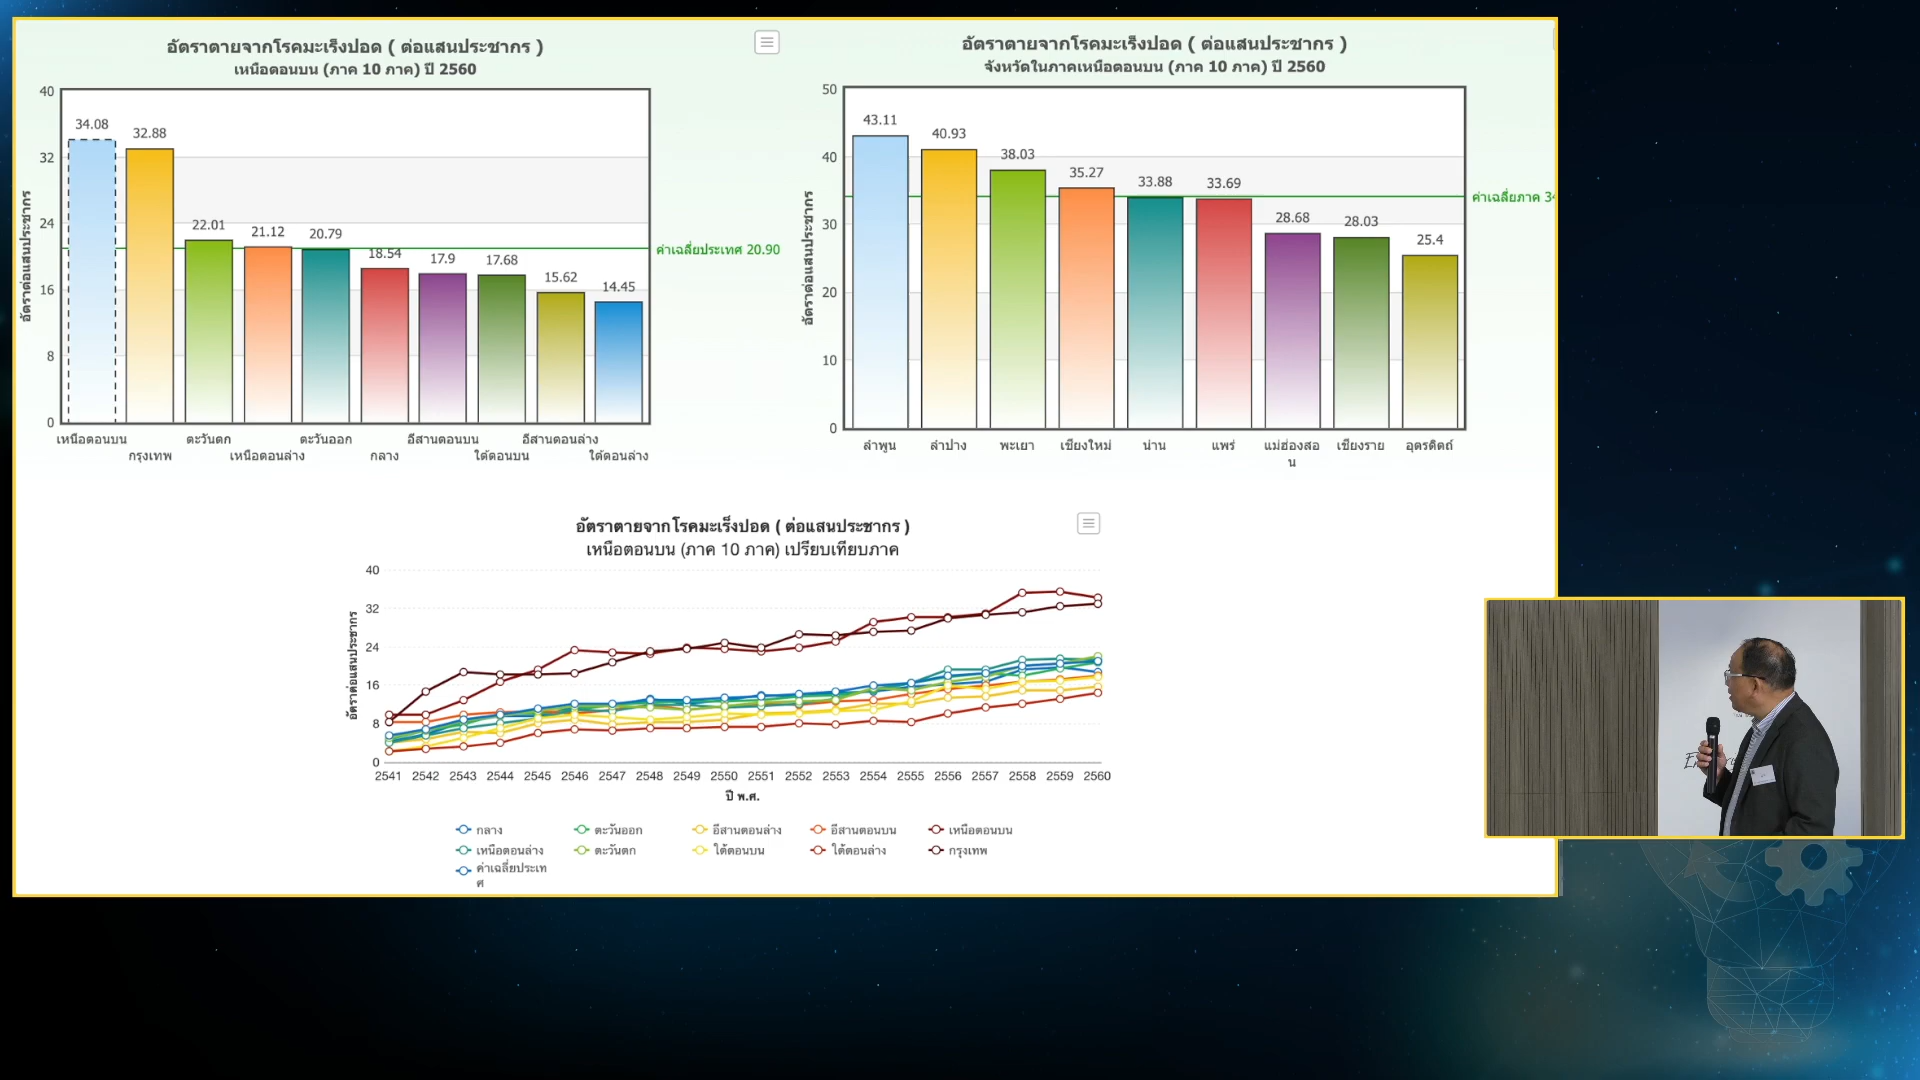 อัตราตายจากโรคมะเร็งปอด ( ต่อแสนประชากร )
เหนือตอนบน (ภาค 10 ภาค) ปี 2560
40
32
24
16
8
0
อัตราต่อแสนประชากร
34.08
32.88
22.01
21.12
20.79
18.54
17.9
17.68
15.62
14.45
ค่าเฉลี่ยประเทศ 20.90
เหนือตอนบน
กรุงเทพ
ตะวันตก
เหนือตอนล่าง
ตะวันออก
กลาง
อีสานตอนบน
ใต้ตอนบน
อีสานตอนล่าง
ใต้ตอนล่าง
อัตราตายจากโรคมะเร็งปอด ( ต่อแสนประชากร )
จังหวัดในภาคเหนือตอนบน (ภาค 10 ภาค) ปี 2560
50
40
30
20
10
0
อัตราต่อแสนประชากร
43.11
40.93
38.03
35.27
33.88
33.69
28.68
28.03
25.4
ค่าเฉลี่ยภาค 34
ลำพูน
ลำปาง
พะเยา
เชียงใหม่
น่าน
แพร่
แม่ฮ่องสอ
น
เชียงราย
อุตรดิตถ์
อัตราตายจากโรคมะเร็งปอด ( ต่อแสนประชากร )
เหนือตอนบน (ภาค 10 ภาค) เปรียบเทียบภาค
40
32
24
16
8
0
อัตราต่อแสนประชากร
2541 2542 2543 2544 2545 2546 2547 2548 2549 2550 2551 2552 2553 2554 2555 2556 2557 2558 2559 2560
ปี พ.ศ.
กลาง ตะวันออก อีสานตอนล่าง อีสานตอนบน เหนือตอนบน
เหนือตอนล่าง ตะวันตก ใต้ตอนบน ใต้ตอนล่าง กรุงเทพ
ค่าเฉลี่ยประเท
ศ